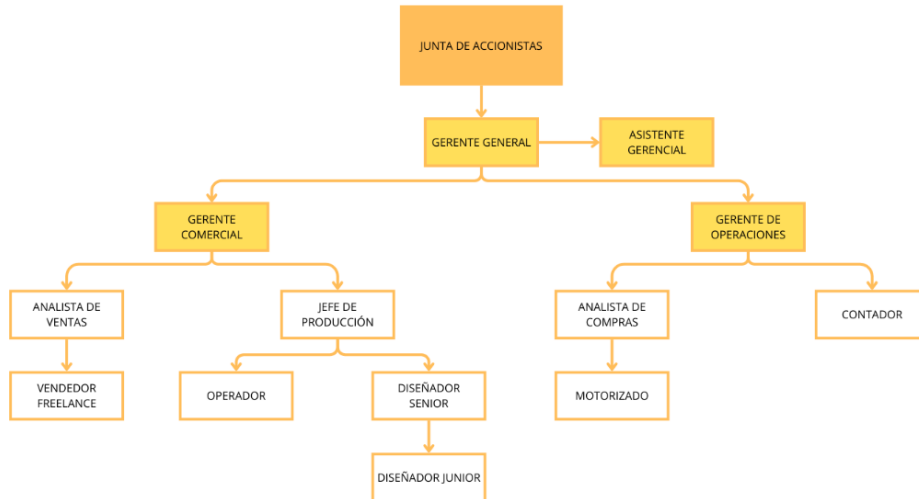 JUNTA DE ACCIONISTAS
GERENTE GENERAL
ASISTENTE
GERENCIAL
GERENTE
COMERCIAL
GERENTE DE
OPERACIONES
ANALISTA DE
VENTAS
JEFE DE
PRODUCCIÓN
ANALISTA DE
COMPRAS
CONTADOR
VENDEDOR
FREELANCE
OPERADOR
DISEÑADOR
SENIOR
MOTORIZADO
DISEÑADOR JUNIOR